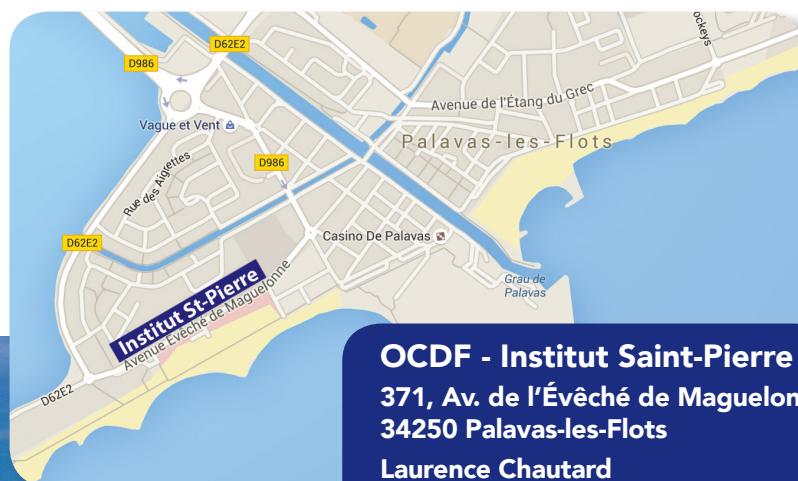 D62E2
D986
ockeys
Avenue de l'Étang du Grec
Vague et Vent
Palavas-les-Flots
D986
Rue des Aigrettes
D62E2
Casino De Palavas
Institut St-Pierre
Avenue Evêché de Maguelonne
Grau de
Palavas
D62E2
OCDF - Institut Saint-Pierre
371, Av. de l'Évêché de Maguelon
34250 Palavas-les-Flots
Laurence Chautard